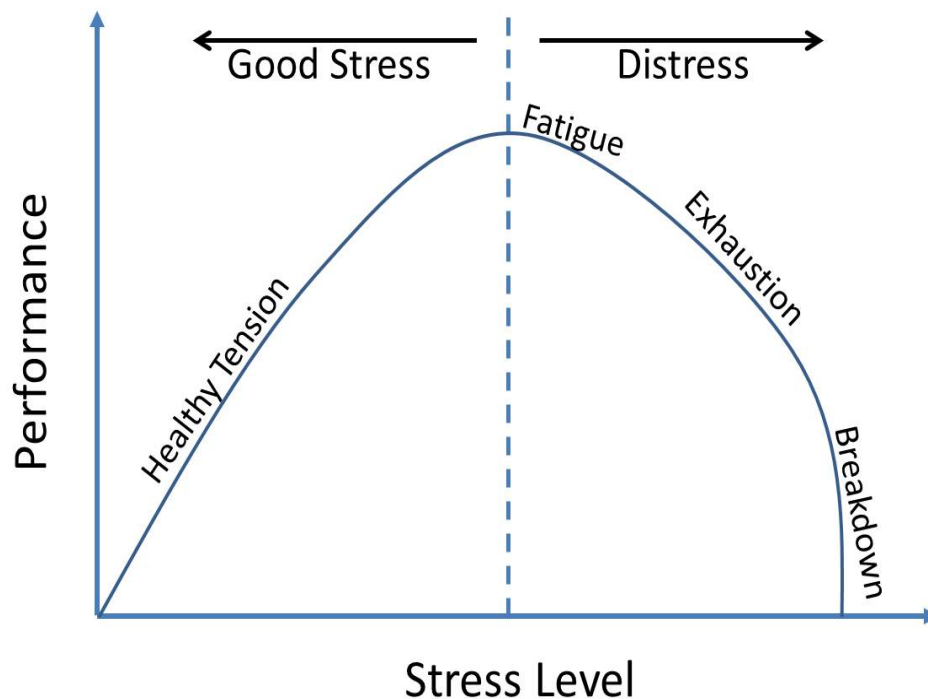 Good Stress
Distress
Fatigue
Exhaustion
Healthy Tension
Breakdown
Performance
Stress Level